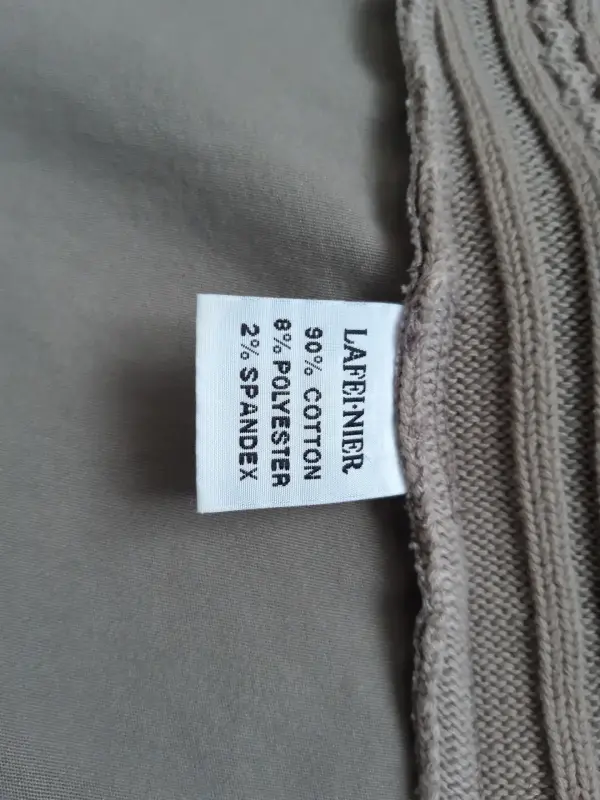 LAFEI·NIER
90% COTTON
8% POLYESTER
2% SPANDEX